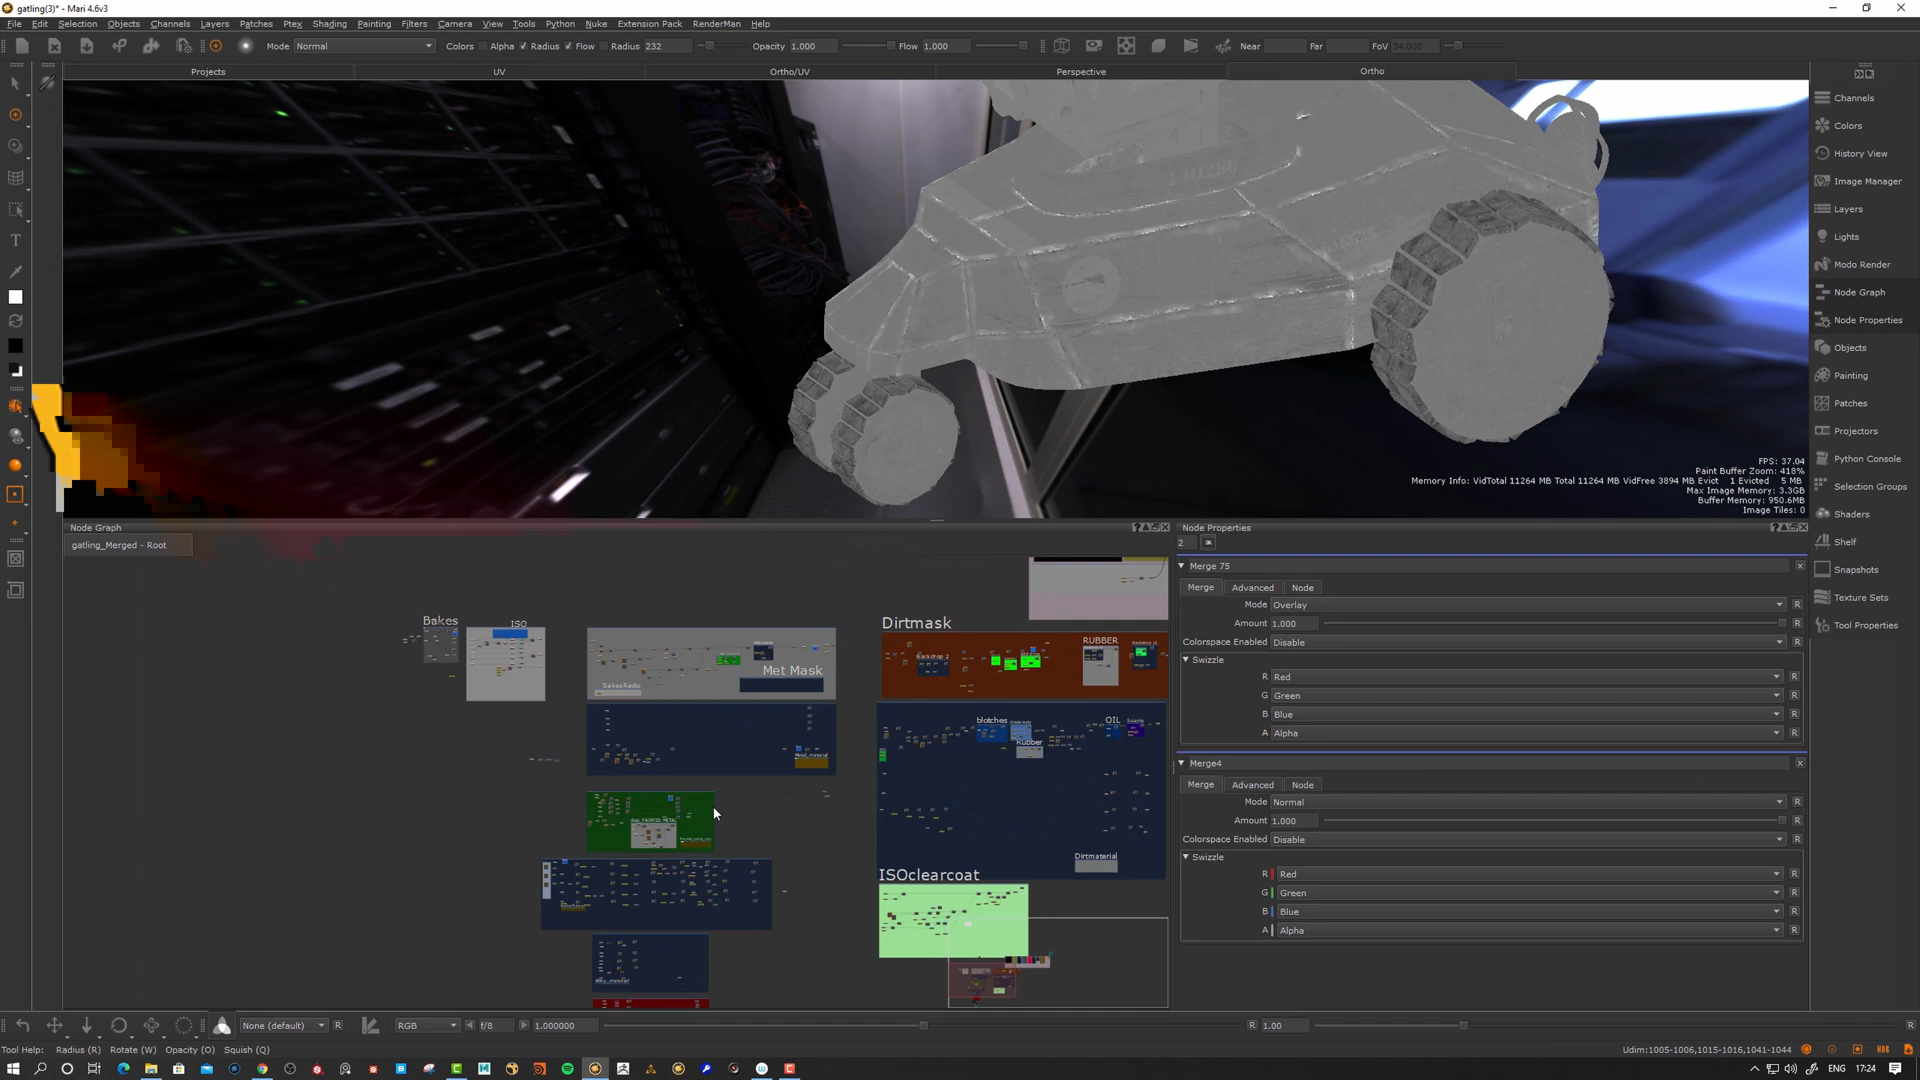 gatling(3)* - Mari 4.6v3
File Edit Selection Objects Channels Layers Patches Ptex Shading Painting Filters Camera View Tools Python Nuke Extension Pack RenderMan Help
Mode Normal Colors Alpha Radius Flow Radius 232 Opacity 1.000 Flow 1.000 Near Far FoV 34.000
Projects UV Ortho/UV Perspective Ortho
Channels
Colors
History View
Image Manager
Layers
Lights
Modo Render
Node Graph
Node Properties
Objects
Painting
Patches
Projectors
Python Console
Selection Groups
Shaders
Shelf
Snapshots
Texture Sets
Tool Properties
FPS: 37.04
Paint Buffer Zoom: 418%
Memory Info: VidTotal 11264 MB Total 11264 MB VidFree 3894 MB Evict 1 Evicted 5 MB
Max Image Memory: 3.3GB
Buffer Memory: 950.6MB
Image Tiles: 0
Node Graph
gatling_Merged - Root
Bakes
ISO
BakesRadio
Met Mask
Dirtmask
Backdrop 2
RUBBER
blotches
Rubber
OIL
Dirtmaterial
ISOclearcoat
Node Properties
2
Merge 75
Merge Advanced Node
Mode Overlay R
Amount 1.000 R
Colorspace Enabled Disable R
Swizzle
R Red R
G Green R
B Blue R
A Alpha R
Merge4
Merge Advanced Node
Mode Normal R
Amount 1.000 R
Colorspace Enabled Disable R
Swizzle
R Red R
G Green R
B Blue R
A Alpha R
None (default) R RGB f/8 1.000000 R 1.00 R
Tool Help: Radius (R) Rotate (W) Opacity (O) Squish (Q)
Udim:1005-1006,1015-1016,1041-1044
ENG 17:24